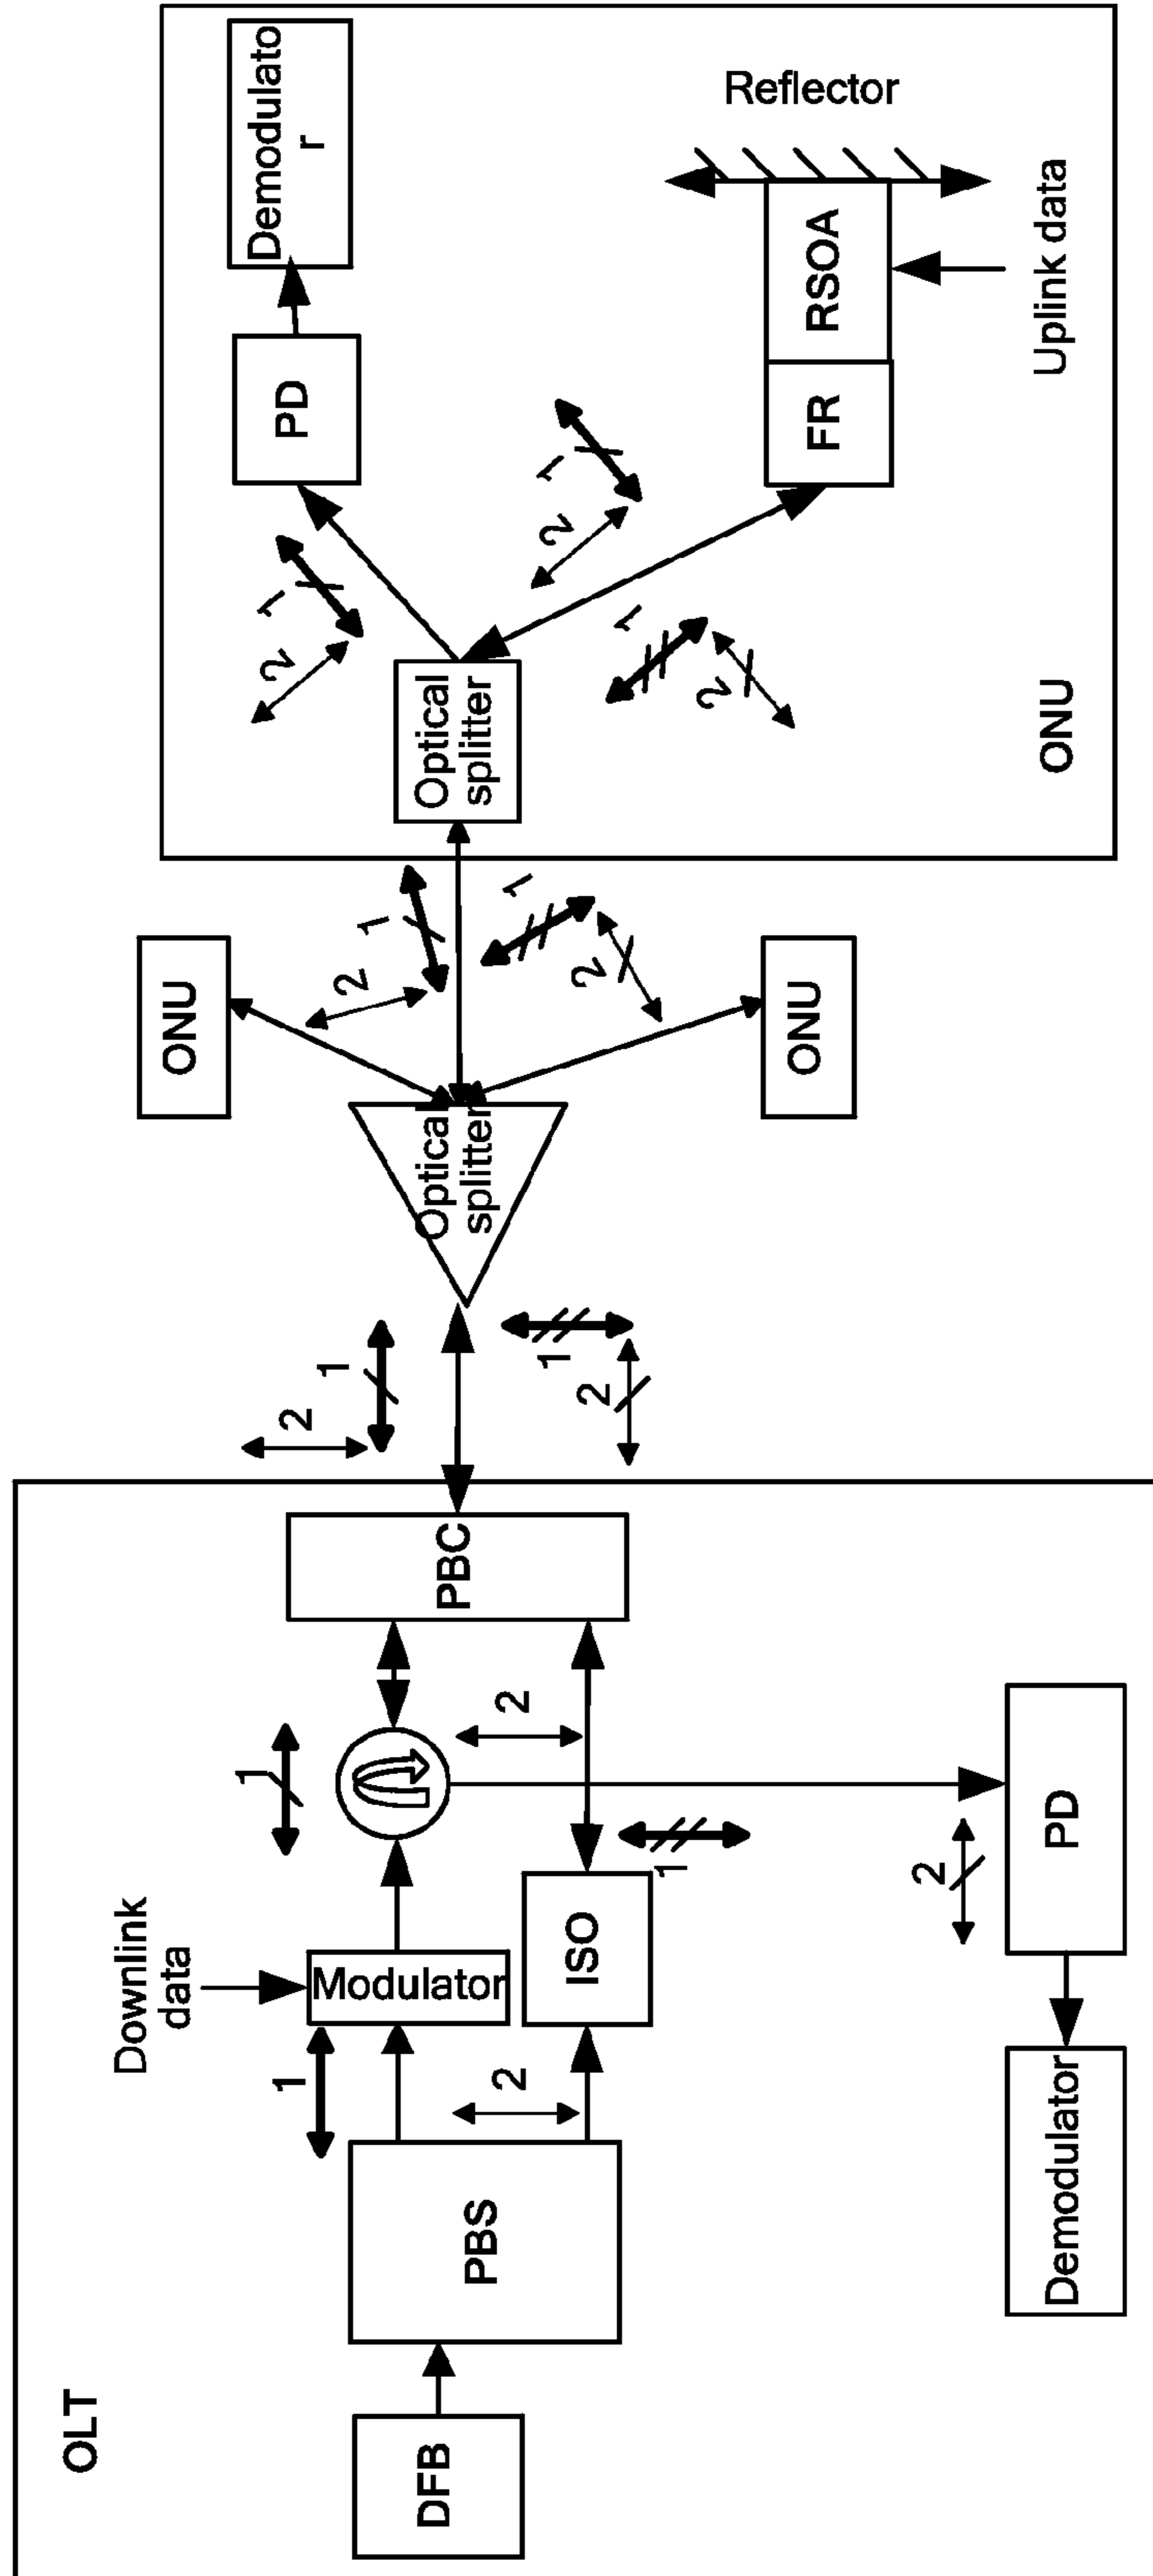 OLT
DFB
PBS
1
2
Downlink
data
Modulator
ISO
1
2
1
PBC
2
PD
Demodulator
2
1
1
2
Optical
splitter
ONU
ONU
2
1
1
2
ONU
Optical
splitter
2
1
2
1
1
2
PD
Demodulato
r
FR
RSOA
Reflector
Uplink data